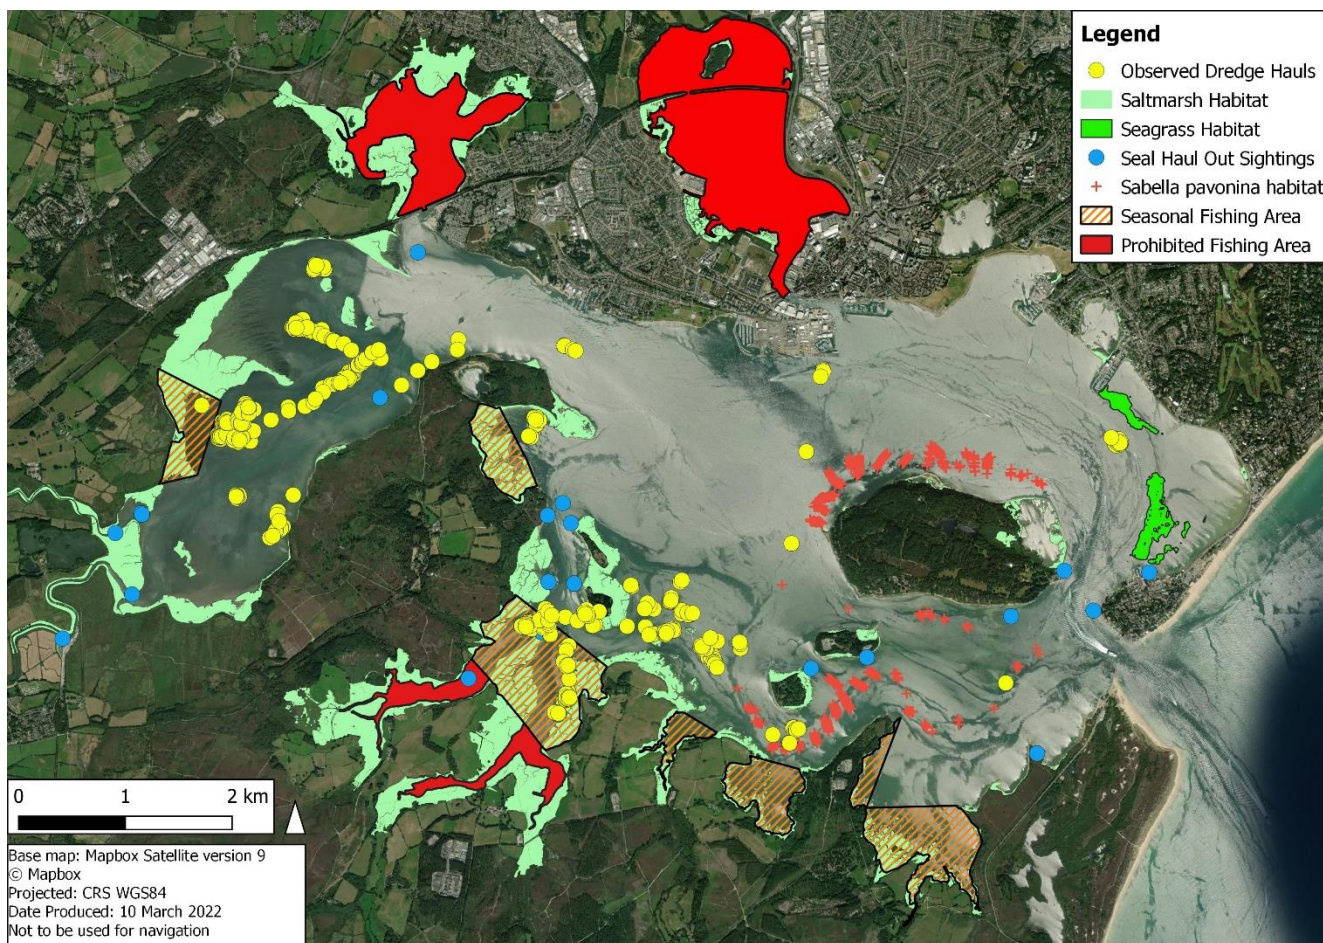 Legend
Observed Dredge Hauls
Saltmarsh Habitat
Seagrass Habitat
Seal Haul Out Sightings
Sabella pavonina habitat
Seasonal Fishing Area
Prohibited Fishing Area
0 1 2 km
Base map: Mapbox Satellite version 9
© Mapbox
Projected: CRS WGS84
Date Produced: 10 March 2022
Not to be used for navigation